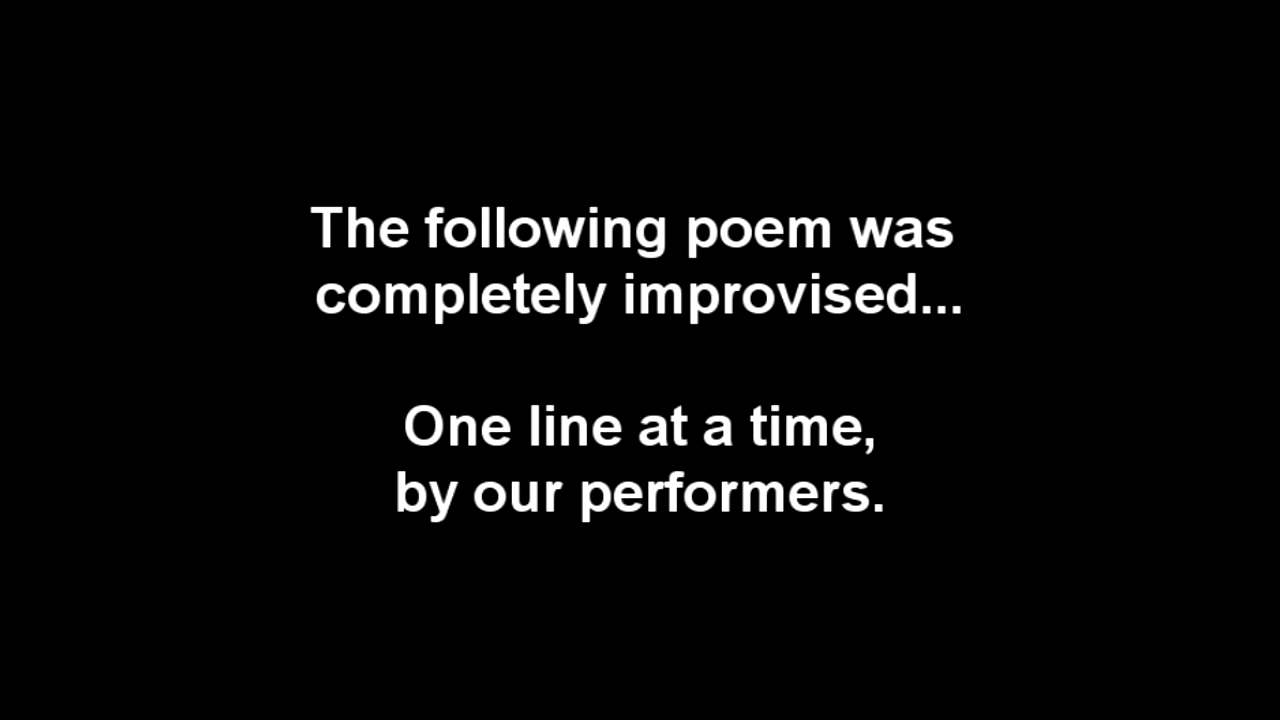 The following poem was
completely improvised...
One line at a time,
by our performers.